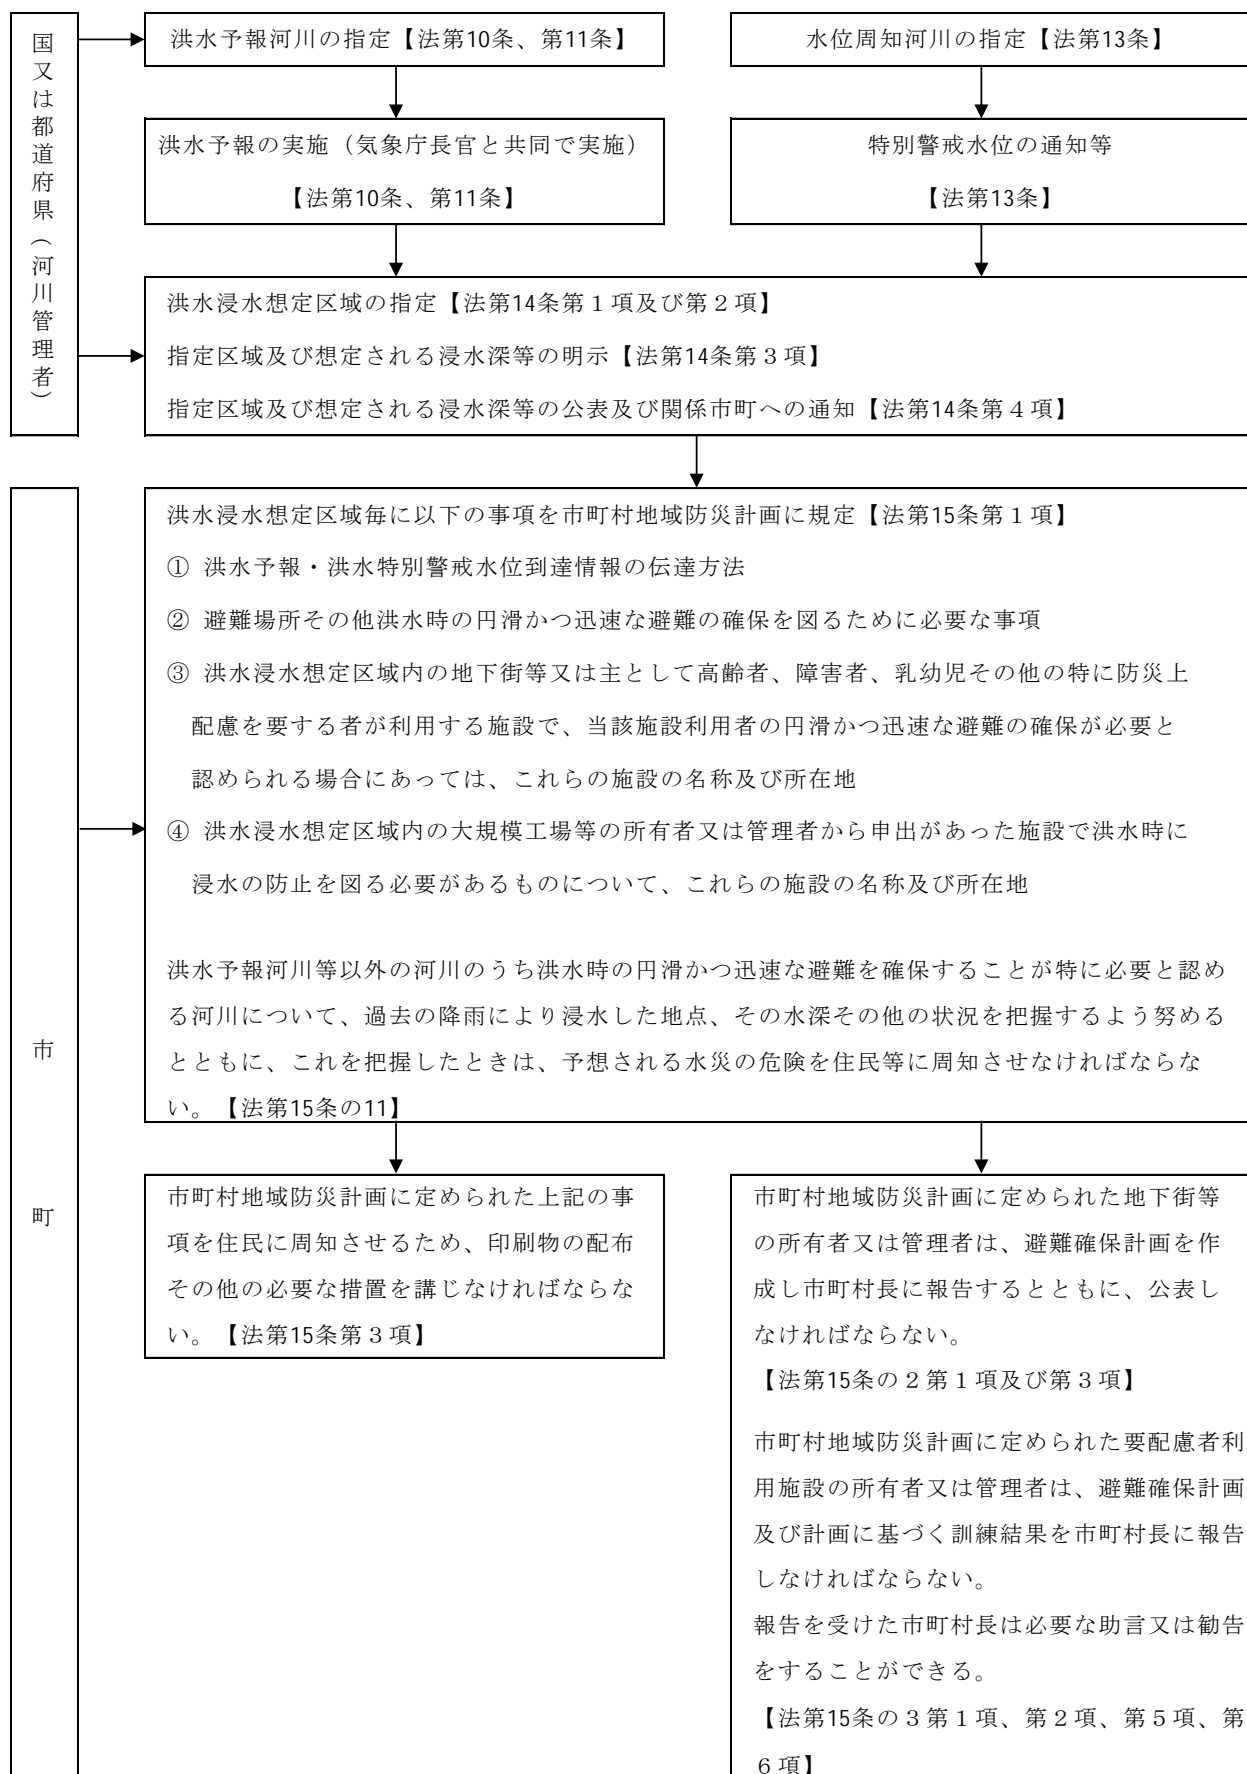 国又は都道府県（河川管理者）
洪水予報河川の指定【法第10条、第11条】
水位周知河川の指定【法第13条】
洪水予報の実施（気象庁長官と共同で実施）
【法第10条、第11条】
特別警戒水位の通知等
【法第13条】
洪水浸水想定区域の指定【法第14条第１項及び第２項】
指定区域及び想定される浸水深等の明示【法第14条第３項】
指定区域及び想定される浸水深等の公表及び関係市町への通知【法第14条第４項】
市町
洪水浸水想定区域毎に以下の事項を市町村地域防災計画に規定【法第15条第１項】
① 洪水予報・洪水特別警戒水位到達情報の伝達方法
② 避難場所その他洪水時の円滑かつ迅速な避難の確保を図るために必要な事項
③ 洪水浸水想定区域内の地下街等又は主として高齢者、障害者、乳幼児その他の特に防災上
配慮を要する者が利用する施設で、当該施設利用者の円滑かつ迅速な避難の確保が必要と
認められる場合にあっては、これらの施設の名称及び所在地
④ 洪水浸水想定区域内の大規模工場等の所有者又は管理者から申出があった施設で洪水時に
浸水の防止を図る必要があるものについて、これらの施設の名称及び所在地
洪水予報河川等以外の河川のうち洪水時の円滑かつ迅速な避難を確保することが特に必要と認め
る河川について、過去の降雨により浸水した地点、その水深その他の状況を把握するよう努める
とともに、これを把握したときは、予想される水災の危険を住民等に周知させなければならな
い。【法第15条の11】
市町村地域防災計画に定められた上記の事
項を住民に周知させるため、印刷物の配布
その他の必要な措置を講じなければならな
い。【法第15条第３項】
市町村地域防災計画に定められた地下街等
の所有者又は管理者は、避難確保計画を作
成し市町村長に報告するとともに、公表し
なければならない。
【法第15条の２第１項及び第３項】
市町村地域防災計画に定められた要配慮者利
用施設の所有者又は管理者は、避難確保計画
及び計画に基づく訓練結果を市町村長に報告
しなければならない。
報告を受けた市町村長は必要な助言又は勧告
をすることができる。
【法第15条の３第１項、第２項、第５項、第
６項】